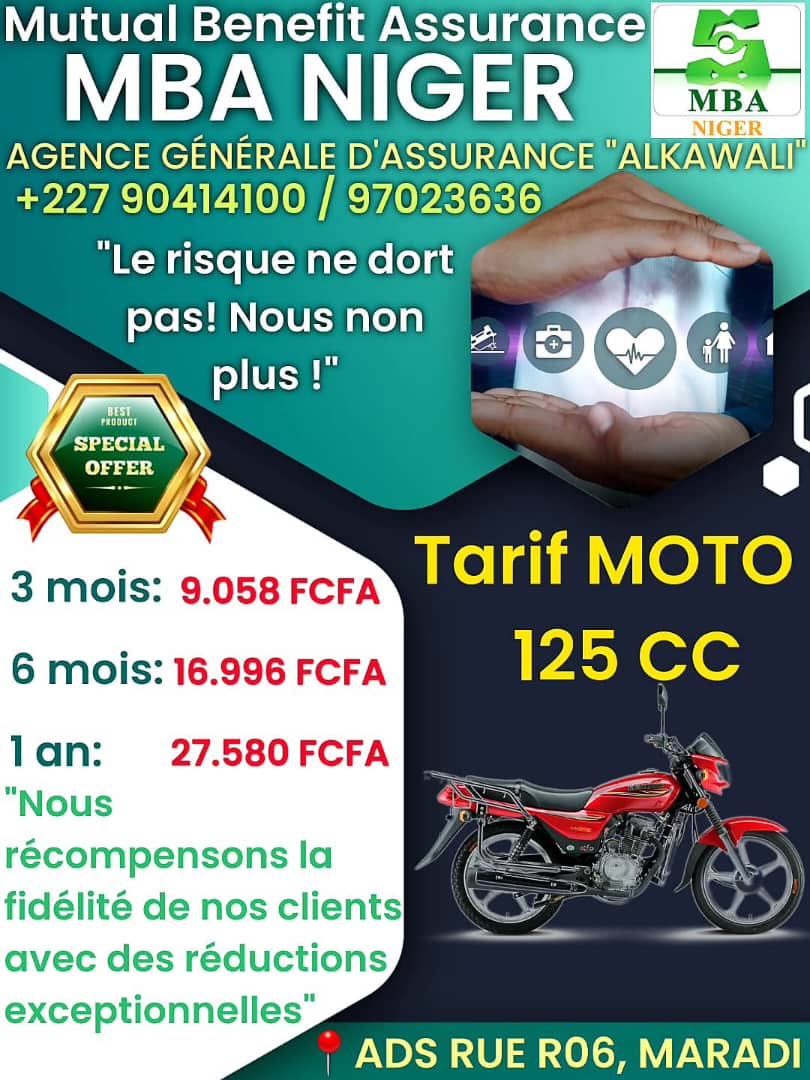 Mutual Benefit Assurance
MBA NIGER
MBA
NIGER
AGENCE GÉNÉRALE D'ASSURANCE "ALKAWALI"
+227 90414100 / 97023636
"Le risque ne dort
pas! Nous non
plus !"
BEST
PRODUCT
SPECIAL
OFFER
Tarif MOTO
125 CC
3 mois: 9.058 FCFA
6 mois: 16.996 FCFA
1 an: 27.580 FCFA
"Nous
récompensons la
fidélité de nos clients
avec des réductions
exceptionnelles"
ADS RUE R06, MARADI